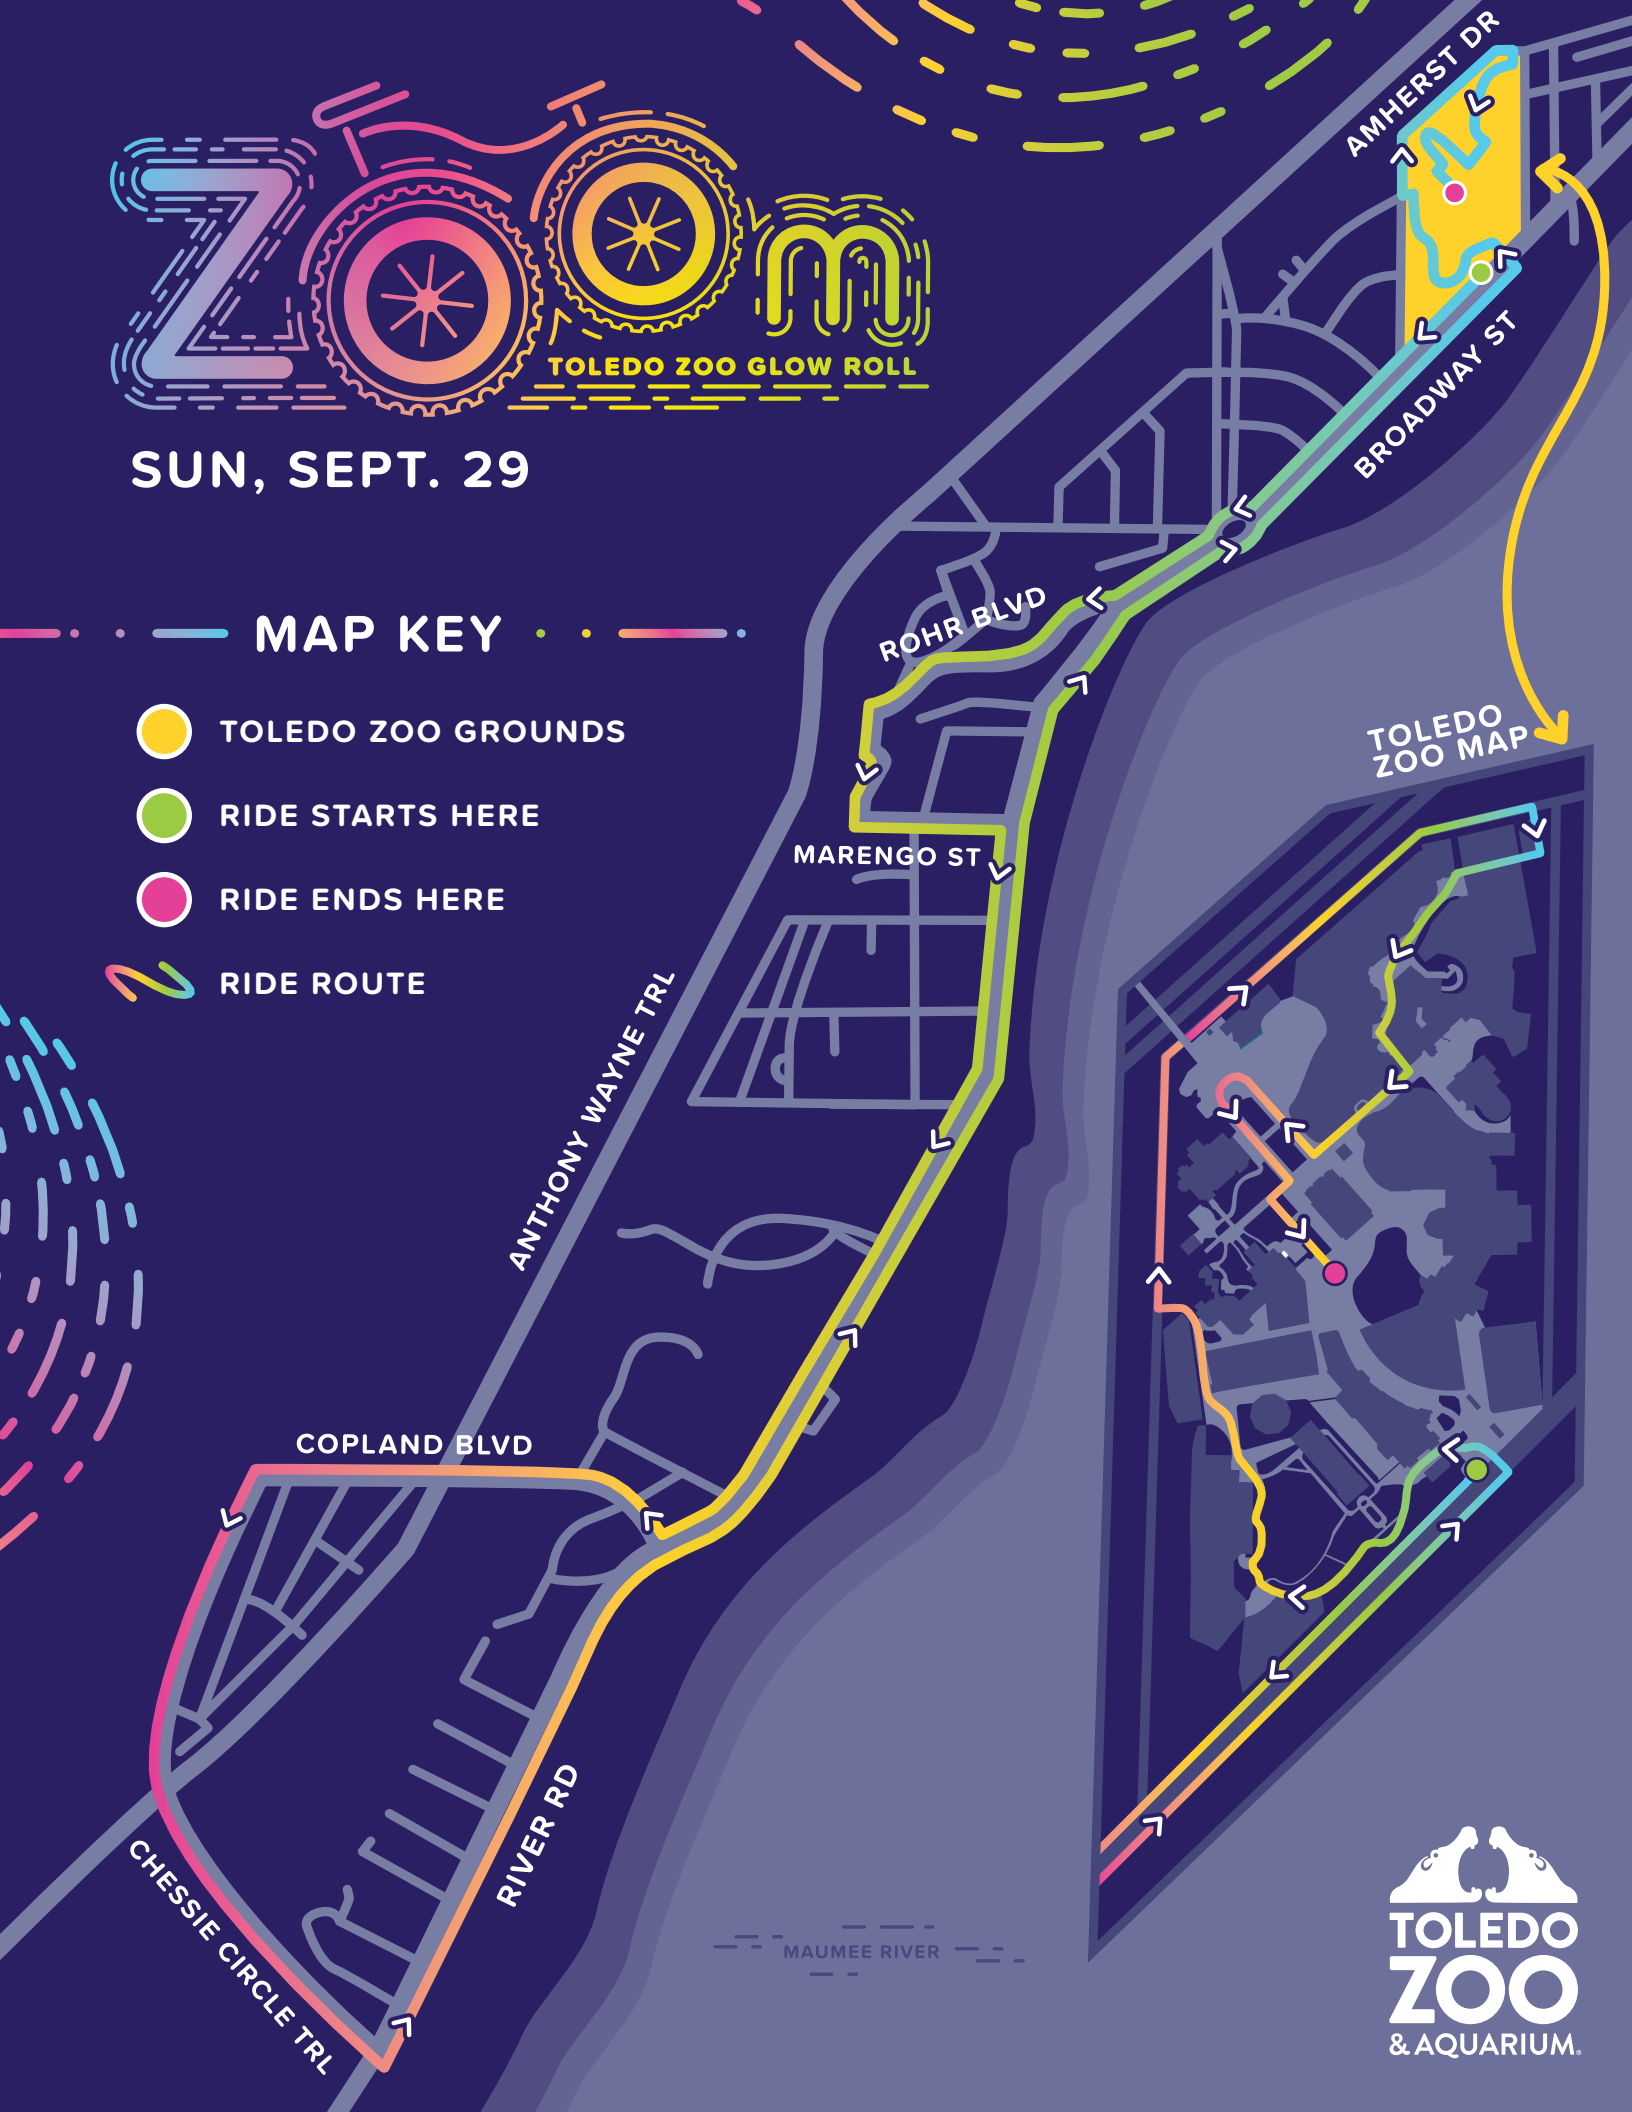 ZOOM
TOLEDO ZOO GLOW ROLL
SUN, SEPT. 29
MAP KEY
TOLEDO ZOO GROUNDS
RIDE STARTS HERE
RIDE ENDS HERE
RIDE ROUTE
AMHERST DR
BROADWAY ST
ROHR BLVD
MARENGO ST
ANTHONY WAYNE TRL
COPLAND BLVD
CHESSIE CIRCLE TRL
RIVER RD
TOLEDO
ZOO MAP
MAUMEE RIVER
TOLEDO
ZOO
& AQUARIUM